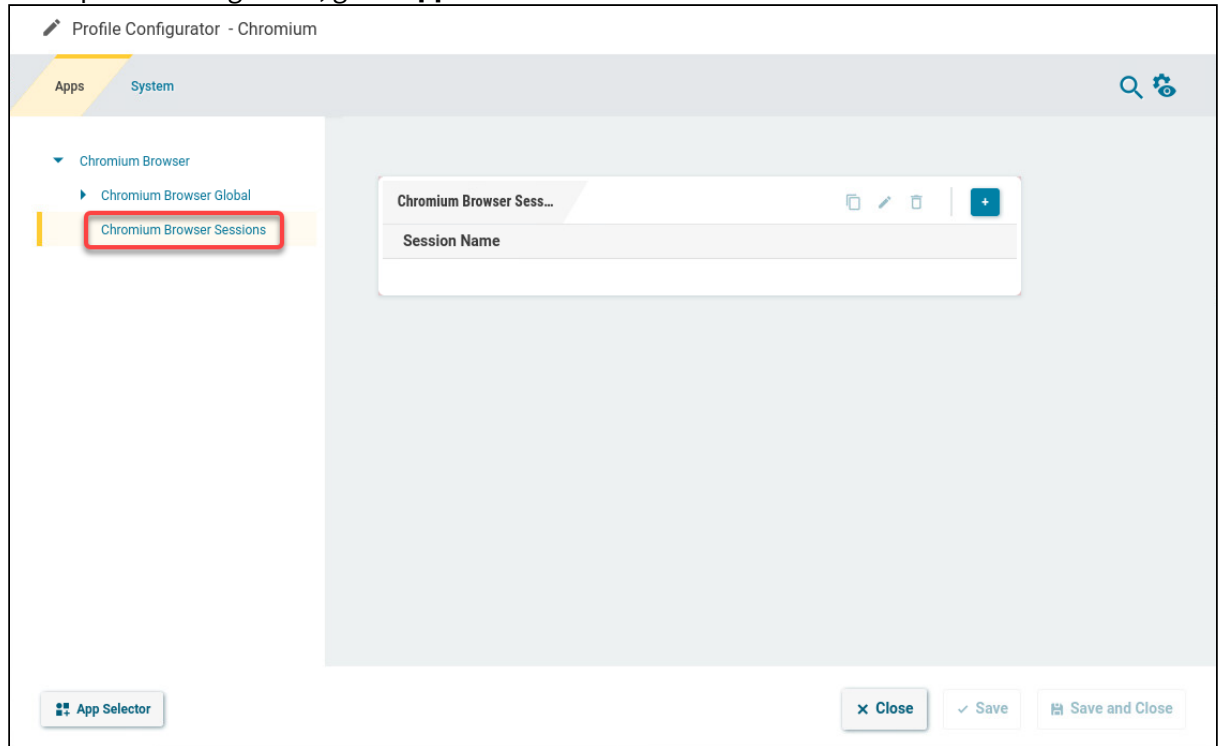 Profile Configurator - Chromium
Apps System
Chromium Browser
Chromium Browser Global
Chromium Browser Sessions
Chromium Browser Sess...
+
Session Name
App Selector
× Close
Save
Save and Close